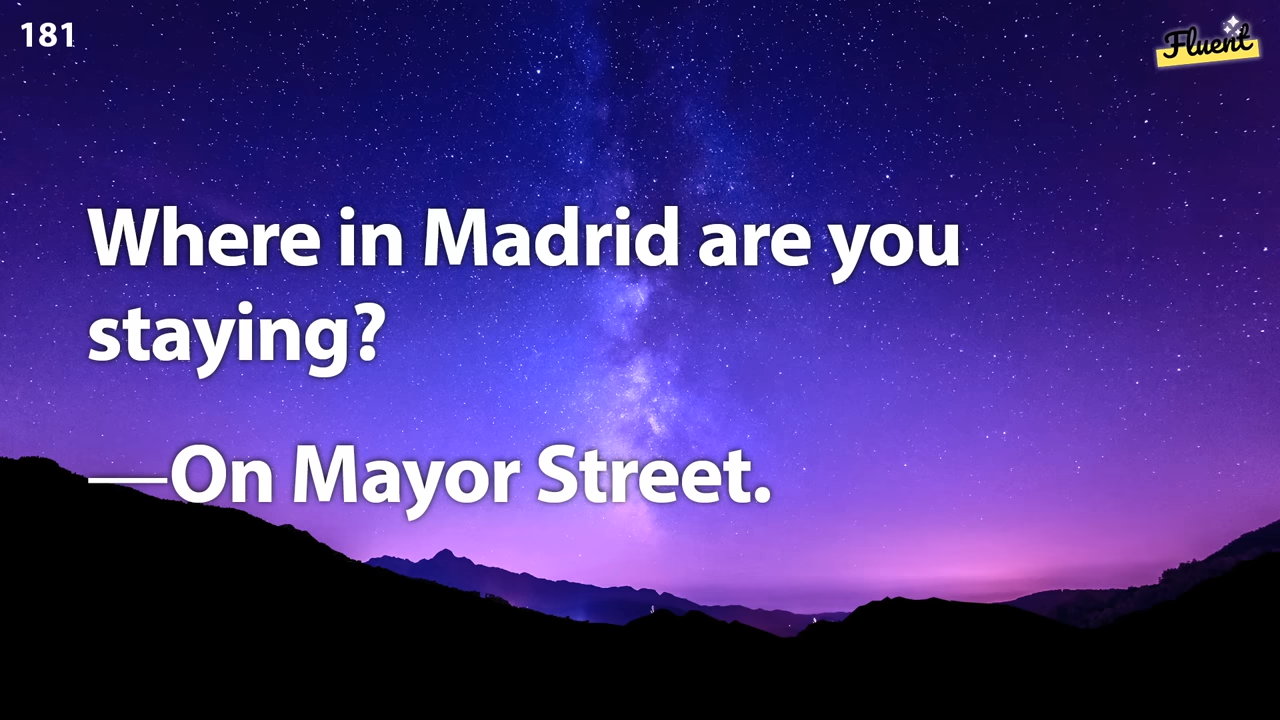 181
Fluent
Where in Madrid are you
staying?
—On Mayor Street.